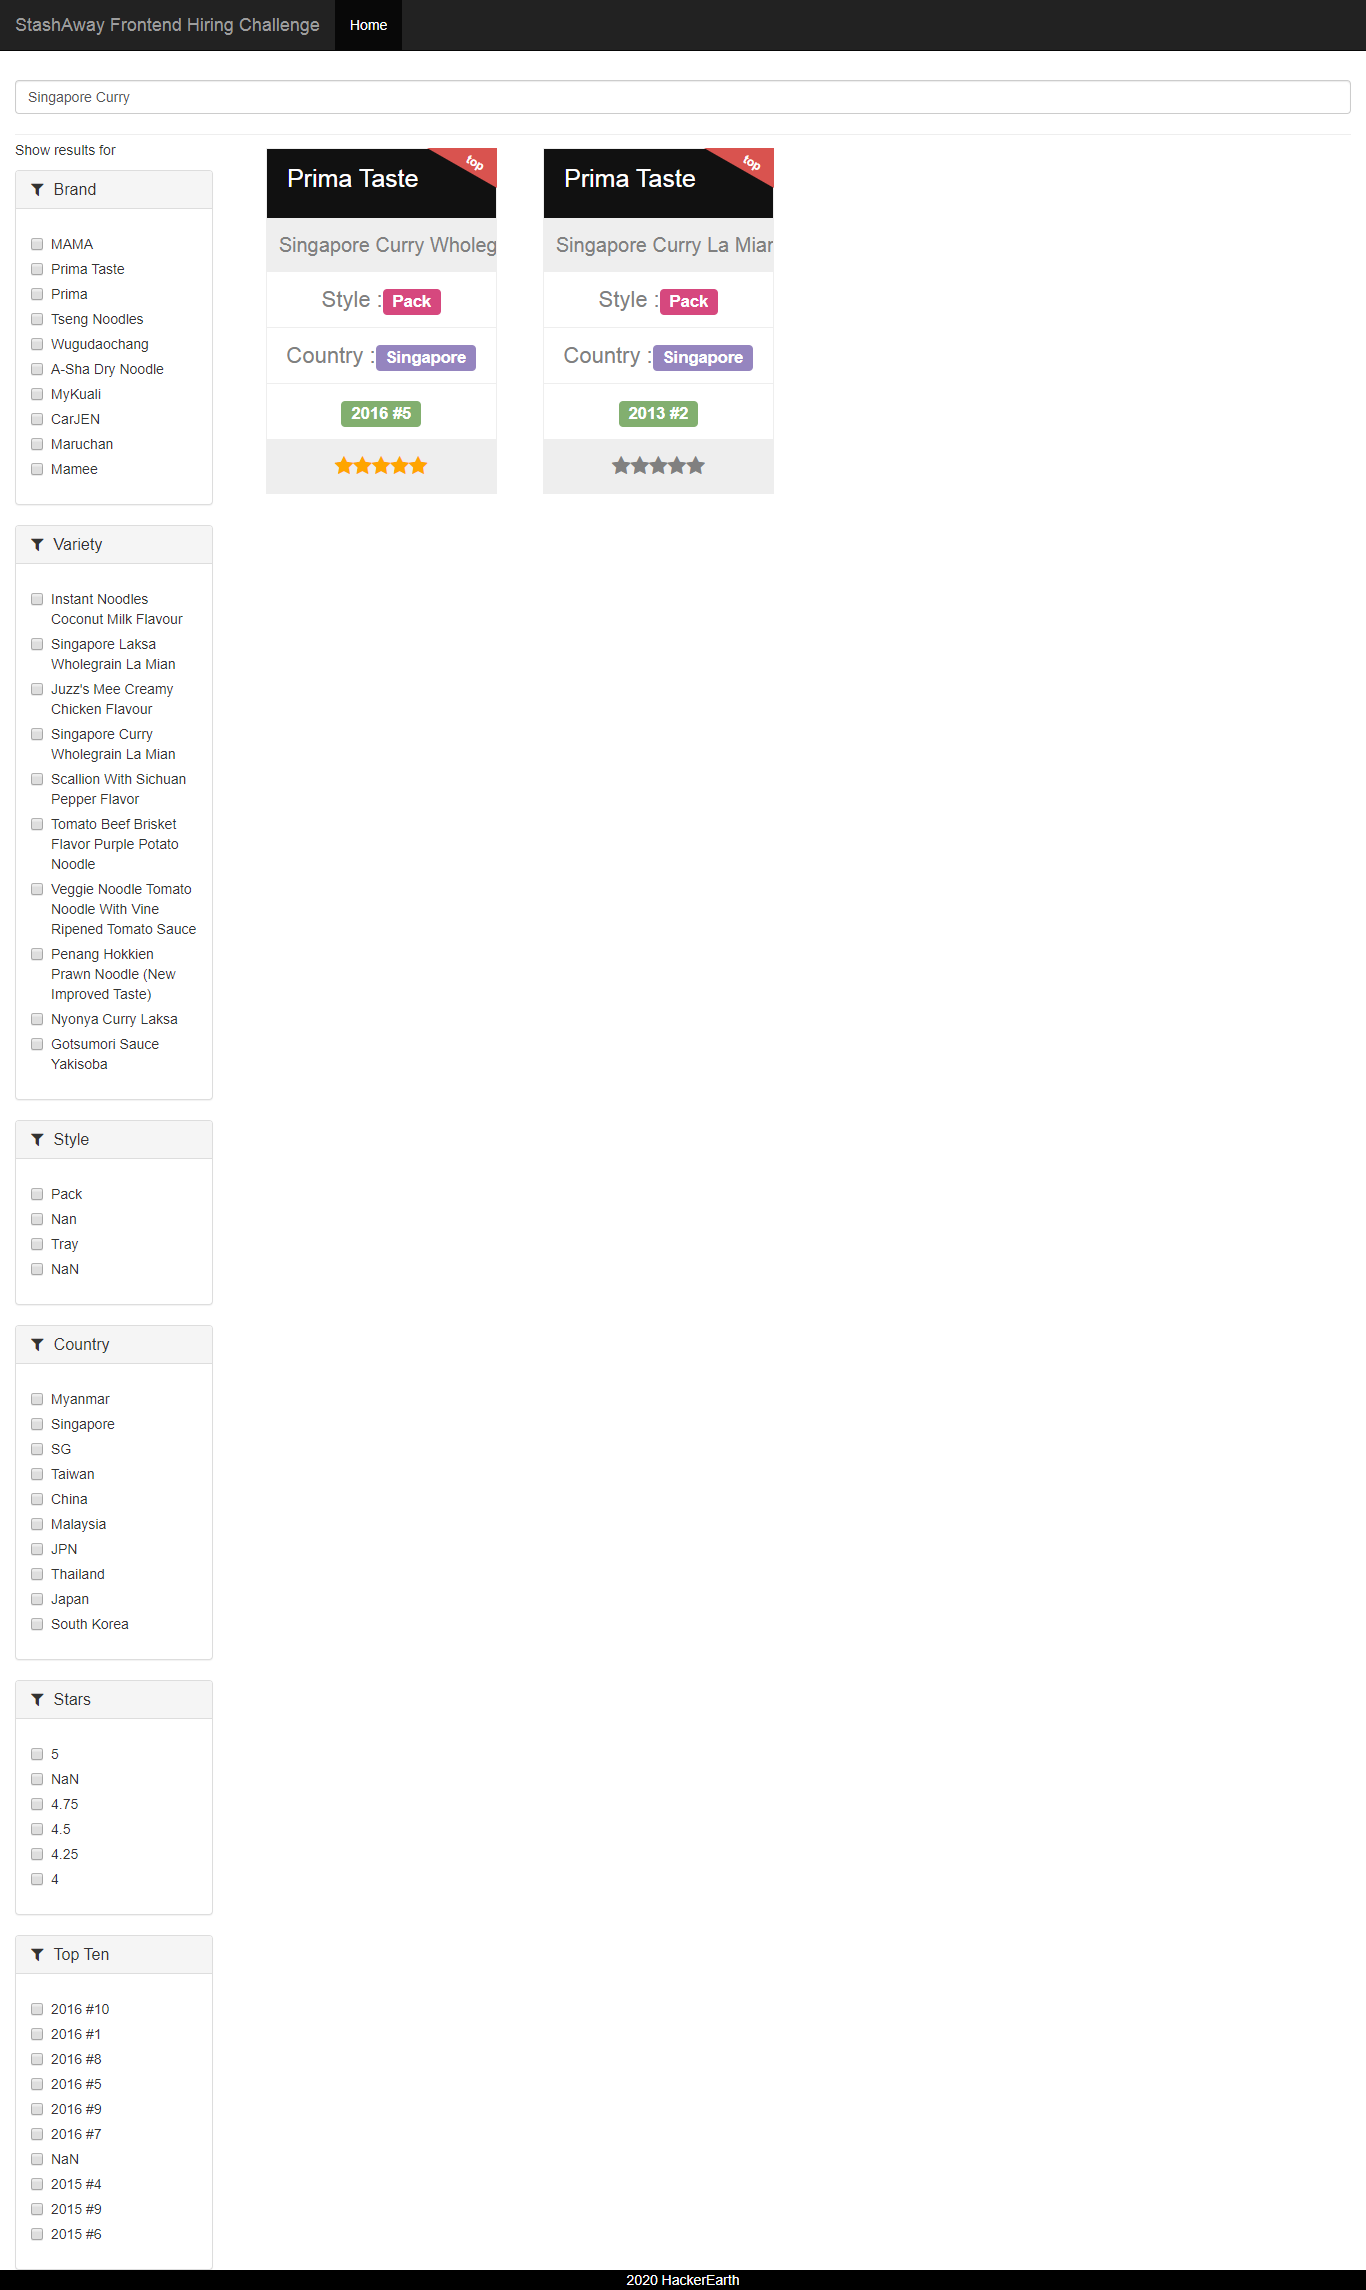 StashAway Frontend Hiring Challenge Home
Singapore Curry
Show results for
Brand
MAMA
Prima Taste
Prima
Tseng Noodles
Wugudaochang
A-Sha Dry Noodle
MyKuali
CarJEN
Maruchan
Mamee
Variety
Instant Noodles
Coconut Milk Flavour
Singapore Laksa
Wholegrain La Mian
Juzz's Mee Creamy
Chicken Flavour
Singapore Curry
Wholegrain La Mian
Scallion With Sichuan
Pepper Flavor
Tomato Beef Brisket
Flavor Purple Potato
Noodle
Veggie Noodle Tomato
Noodle With Vine
Ripened Tomato Sauce
Penang Hokkien
Prawn Noodle (New
Improved Taste)
Nyonya Curry Laksa
Gotsumori Sauce
Yakisoba
Style
Pack
Nan
Tray
NaN
Country
Myanmar
Singapore
SG
Taiwan
China
Malaysia
JPN
Thailand
Japan
South Korea
Stars
5
NaN
4.75
4.5
4.25
4
Top Ten
2016 #10
2016 #1
2016 #8
2016 #5
2016 #9
2016 #7
NaN
2015 #4
2015 #9
2015 #6
Prima Taste
top
Singapore Curry Wholeg
Style :Pack
Country :Singapore
2016 #5
Prima Taste
top
Singapore Curry La Mian
Style :Pack
Country :Singapore
2013 #2
2020 HackerEarth